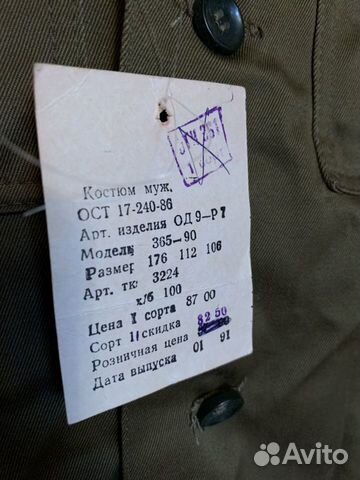 Костюм муж.
ОСТ 17-240-86
Арт. изделия ОД 9-Р7
Модель 365-90
Размер 176 112 106
Арт. тк. 3224
х/б 100
Цена I сорта 87 00
Сорт II скидка
Розничная цена 82 50
Дата выпуска 01 91
Avito